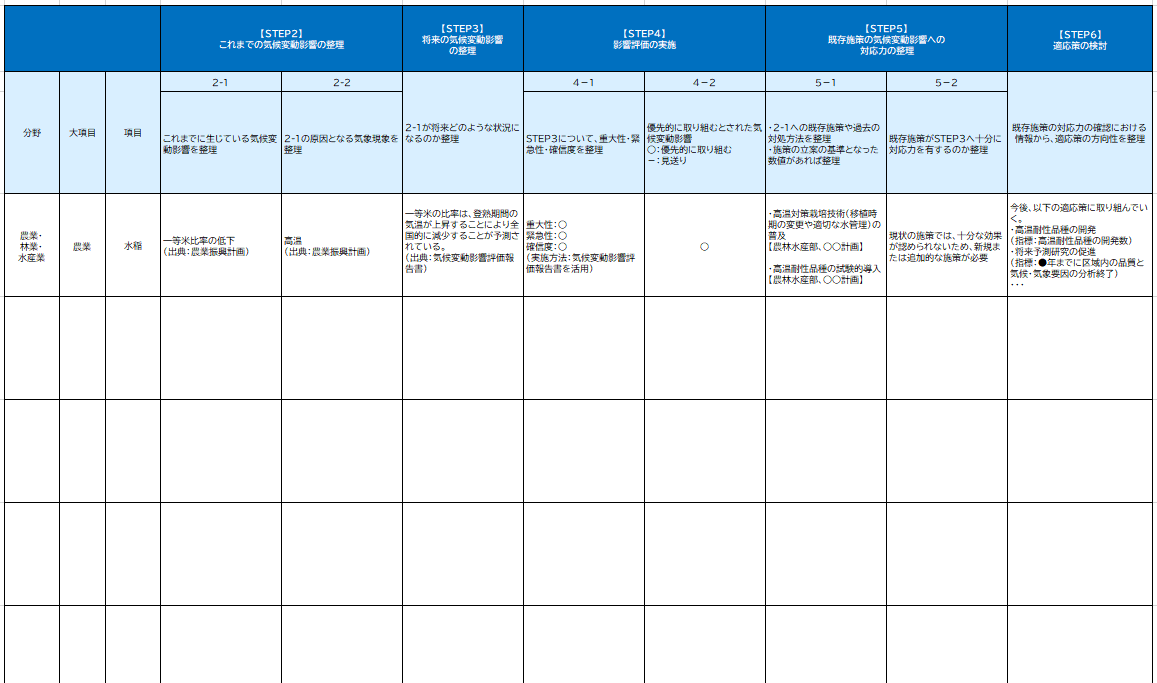 【STEP2】
これまでの気候変動影響の整理
【STEP3】
将来の気候変動影響
の整理
【STEP4】
影響評価の実施
【STEP5】
既存施策の気候変動影響への
対応力の整理
【STEP6】
適応策の検討
分野
大項目
項目
2-1
2-2
4－1
4－2
5－1
5－2
これまでに生じている気候変
動影響を整理
2-1の原因となる気象現象を
整理
2-1が将来どのような状況に
なるのか整理
STEP3について、重大性・緊
急性・確信度を整理
優先的に取り組むとされた気
候変動影響
○：優先的に取り組む
－：見送り
・2-1への既存施策や過去の
対処方法を整理
・施策の立案の基準となった
数値があれば整理
既存施策がSTEP3へ十分に
対応力を有するのか整理
既存施策の対応力の確認における
情報から、適応策の方向性を整理
農業・
林業・
水産業
農業
水稲
一等米比率の低下
（出典：農業振興計画）
高温
（出典：農業振興計画）
一等米の比率は、登熟期間の
気温が上昇することにより全
国的に減少することが予測さ
れている。
（出典：気候変動影響評価報
告書）
重大性：○
緊急性：○
確信度：○
（実施方法：気候変動影響評
価報告書を活用）
○
・高温対策栽培技術（移植時
期の変更や適切な水管理）の
普及
【農林水産部、○○計画】
・高温耐性品種の試験的導入
【農林水産部、○○計画】
現状の施策では、十分な効果
が認められないため、新規ま
たは追加的な施策が必要
今後、以下の適応策に取り組んでい
く。
・高温耐性品種の開発
（指標：高温耐性品種の開発数）
・将来予測研究の促進
（指標：●年までに区域内の品質と
気候・気象要因の分析終了）
・・・